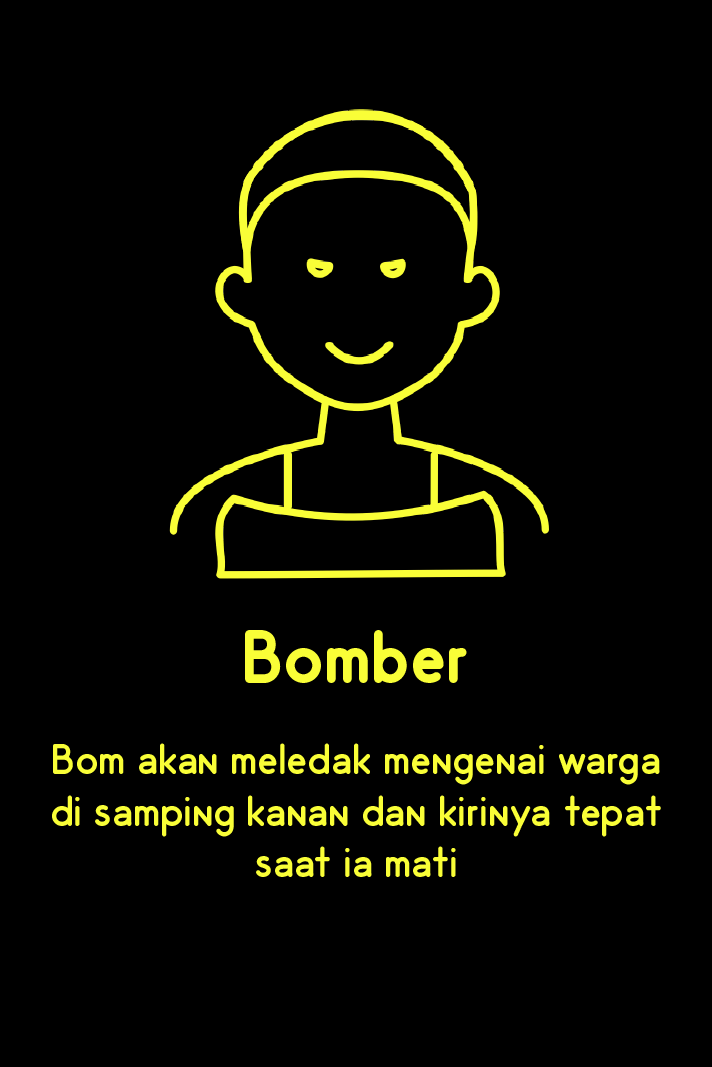 Bomber
Bom akan meledak mengenai warga
di samping kanan dan kirinya tepat
saat ia mati